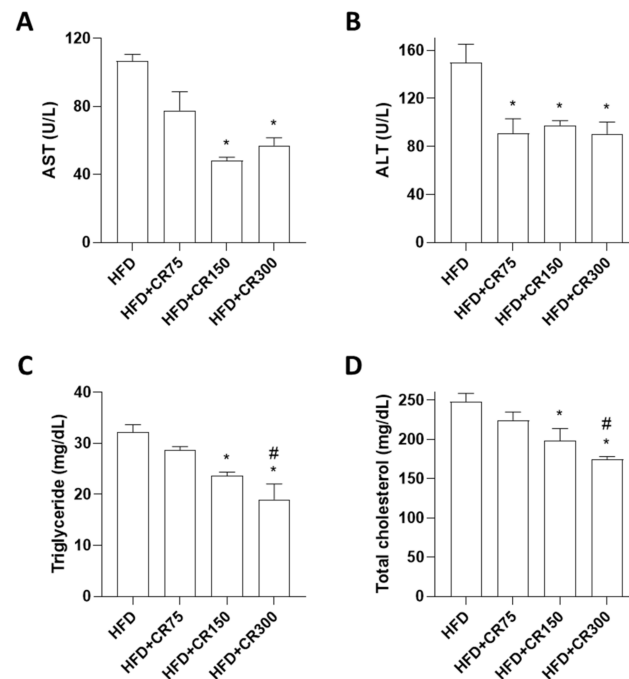 A
AST (U/L)
120
80
40
0
*
*
HFD
HFD+CR75
HFD+CR150
HFD+CR300
B
ALT (U/L)
160
120
80
40
0
*
*
*
HFD
HFD+CR75
HFD+CR150
HFD+CR300
C
Triglyceride (mg/dL)
40
30
20
10
0
*
#
*
HFD
HFD+CR75
HFD+CR150
HFD+CR300
D
Total cholesterol (mg/dL)
250
200
150
100
50
0
*
#
*
HFD
HFD+CR75
HFD+CR150
HFD+CR300